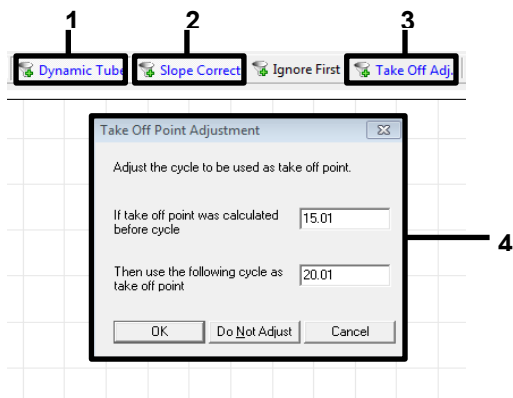 1 2 3
Dynamic Tube Slope Correct Ignore First Take Off Adj.
Take Off Point Adjustment
Adjust the cycle to be used as take off point.
If take off point was calculated
before cycle
15.01
4
Then use the following cycle as
take off point
20.01
OK Do Not Adjust Cancel